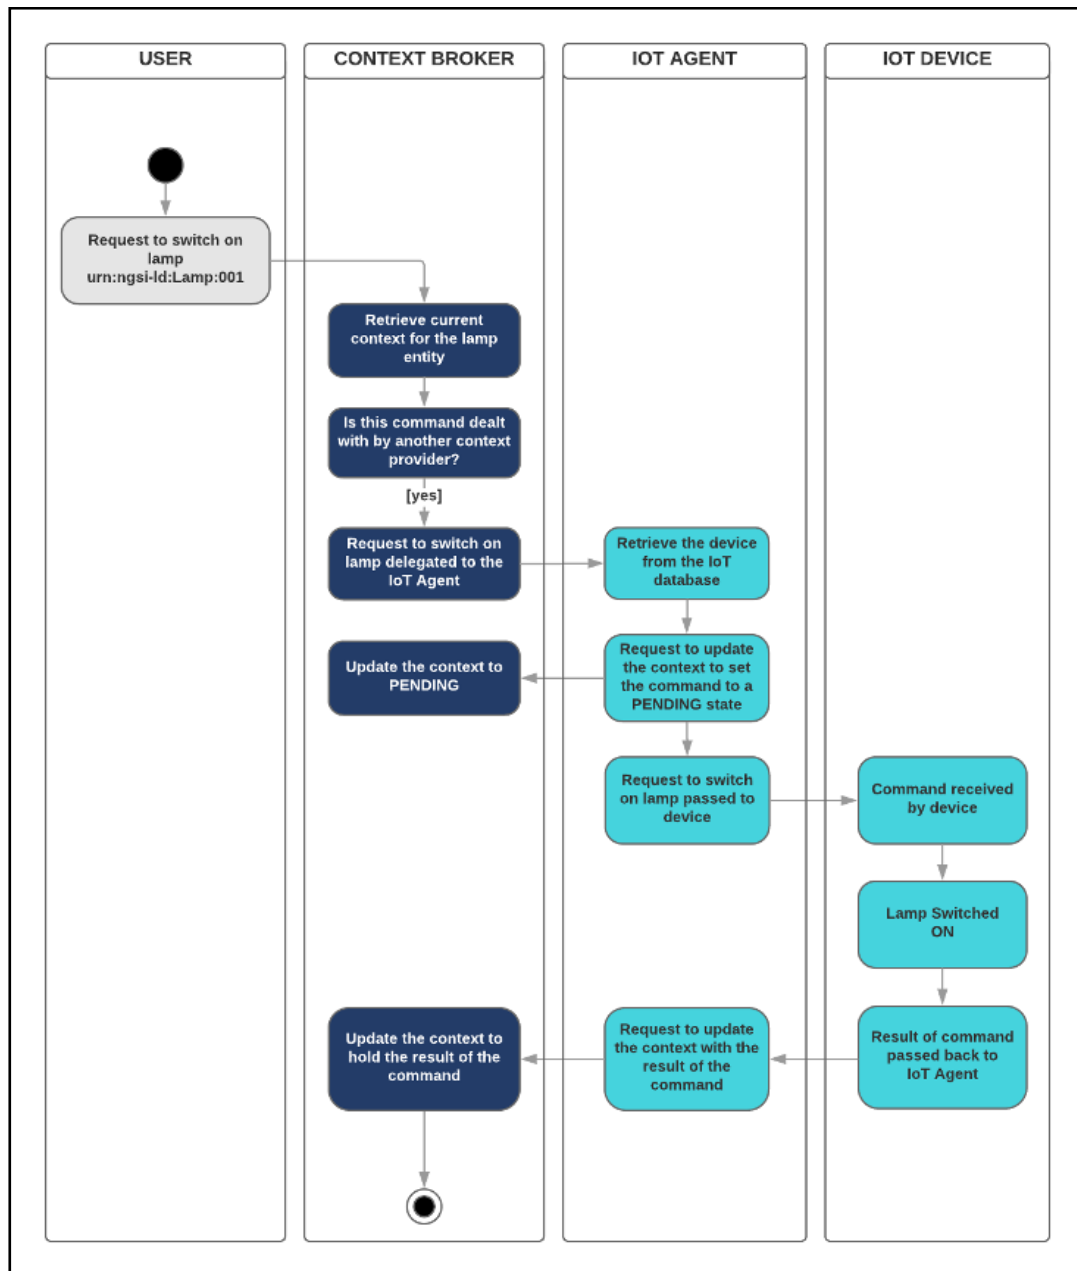 USER
CONTEXT BROKER
IOT AGENT
IOT DEVICE
Request to switch on
lamp
urn:ngsi-ld:Lamp:001
Retrieve current
context for the lamp
entity
Is this command dealt
with by another context
provider?
[yes]
Request to switch on
lamp delegated to the
IoT Agent
Retrieve the device
from the IoT
database
Request to update
the context to set
the command to a
PENDING state
Update the context to
PENDING
Request to switch
on lamp passed to
device
Command received
by device
Lamp Switched
ON
Result of command
passed back to
IoT Agent
Request to update
the context with the
result of the
command
Update the context to
hold the result of the
command